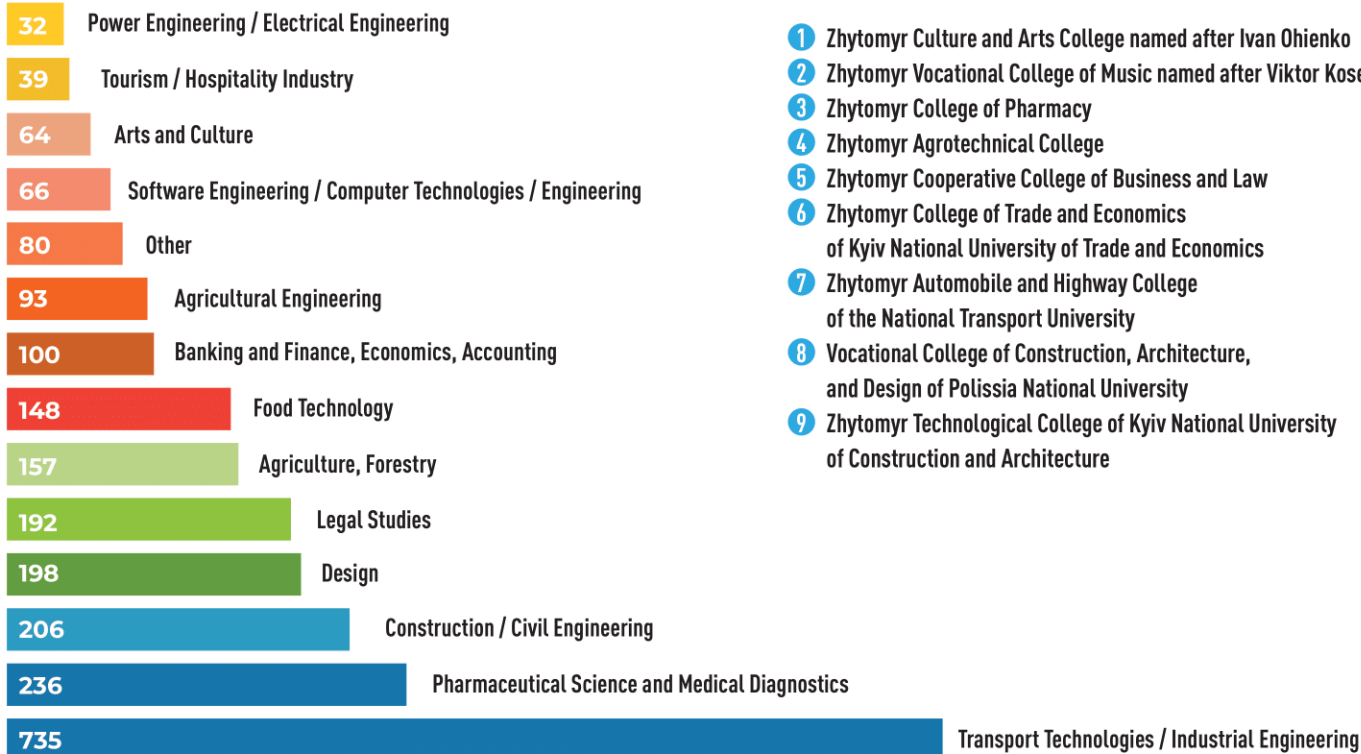 32 Power Engineering / Electrical Engineering
39 Tourism / Hospitality Industry
64 Arts and Culture
66 Software Engineering / Computer Technologies / Engineering
80 Other
93 Agricultural Engineering
100 Banking and Finance, Economics, Accounting
148 Food Technology
157 Agriculture, Forestry
192 Legal Studies
198 Design
206 Construction / Civil Engineering
236 Pharmaceutical Science and Medical Diagnostics
735 Transport Technologies / Industrial Engineering
1 Zhytomyr Culture and Arts College named after Ivan Ohienko
2 Zhytomyr Vocational College of Music named after Viktor
3 Zhytomyr College of Pharmacy
4 Zhytomyr Agrotechnical College
5 Zhytomyr Cooperative College of Business and Law
6 Zhytomyr College of Trade and Economics
of Kyiv National University of Trade and Economics
7 Zhytomyr Automobile and Highway College
of the National Transport University
8 Vocational College of Construction, Architecture,
and Design of Polissia National University
9 Zhytomyr Technological College of Kyiv National University
of Construction and Architecture